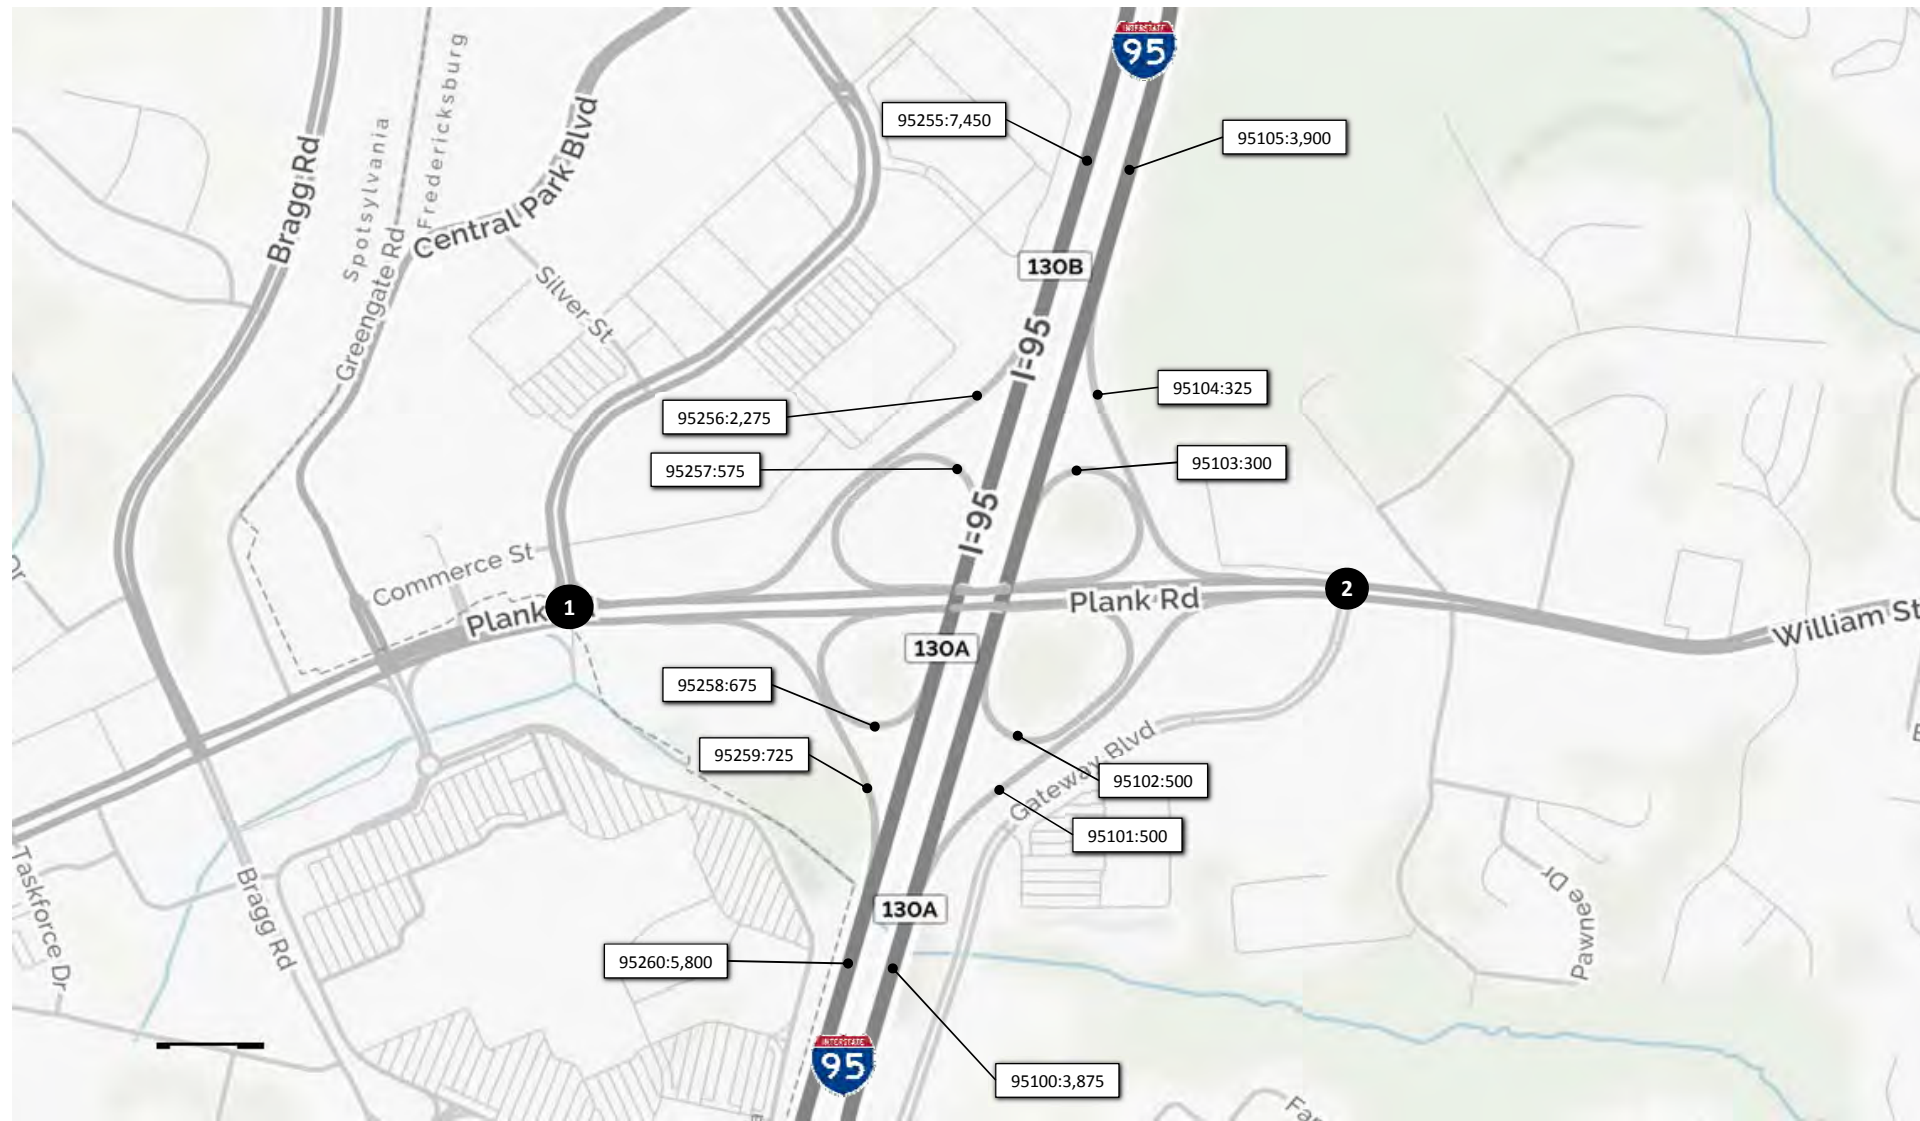 INTERSTATE
95
95255:7,450
95105:3,900
Bragg Rd
Spotsylvania
Fredericksburg
Central Park Blvd
Greengate Rd
Silver St
130B
I-95
95104:325
95256:2,275
95257:575
95103:300
I-95
Commerce St
Plank
1
Plank Rd
2
William St
130A
95258:675
95259:725
Gateway Blvd
95102:500
95101:500
Taskforce Dr
Bragg Rd
130A
Pawnee Dr
95260:5,800
INTERSTATE
95
95100:3,875